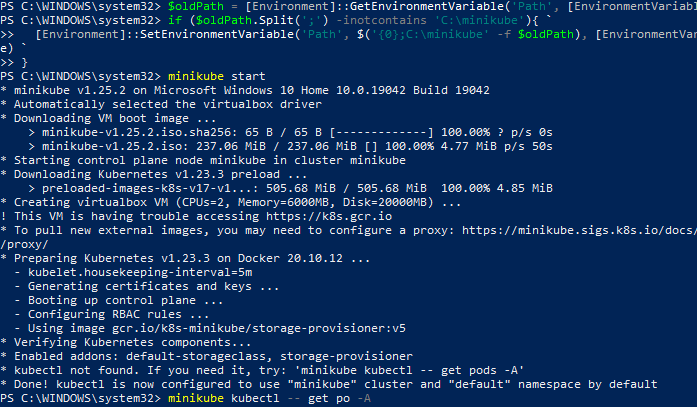 PS C:\WINDOWS\system32> $oldPath = [Environment]::GetEnvironmentVariable('Path', [EnvironmentVariabl
PS C:\WINDOWS\system32> if ($oldPath.Split(';') -inotcontains 'C:\minikube'){ `
>>   [Environment]::SetEnvironmentVariable('Path', $('{0};C:\minikube' -f $oldPath), [EnvironmentVar
e) `
>> }
PS C:\WINDOWS\system32> minikube start
* minikube v1.25.2 on Microsoft Windows 10 Home 10.0.19042 Build 19042
* Automatically selected the virtualbox driver
* Downloading VM boot image ...
    > minikube-v1.25.2.iso.sha256: 65 B / 65 B [-------------] 100.00% ? p/s 0s
    > minikube-v1.25.2.iso: 237.06 MiB / 237.06 MiB [] 100.00% 4.77 MiB p/s 50s
* Starting control plane node minikube in cluster minikube
* Downloading Kubernetes v1.23.3 preload ...
    > preloaded-images-k8s-v17-v1...: 505.68 MiB / 505.68 MiB  100.00% 4.85 MiB
* Creating virtualbox VM (CPUs=2, Memory=6000MB, Disk=20000MB) ...
! This VM is having trouble accessing https://k8s.gcr.io
* To pull new external images, you may need to configure a proxy: https://minikube.sigs.k8s.io/docs/
/proxy/
* Preparing Kubernetes v1.23.3 on Docker 20.10.12 ...
  - kubelet.housekeeping-interval=5m
  - Generating certificates and keys ...
  - Booting up control plane ...
  - Configuring RBAC rules ...
  - Using image gcr.io/k8s-minikube/storage-provisioner:v5
* Verifying Kubernetes components...
* Enabled addons: default-storageclass, storage-provisioner
* kubectl not found. If you need it, try: 'minikube kubectl -- get pods -A'
* Done! kubectl is now configured to use "minikube" cluster and "default" namespace by default
PS C:\WINDOWS\system32> minikube kubectl -- get po -A